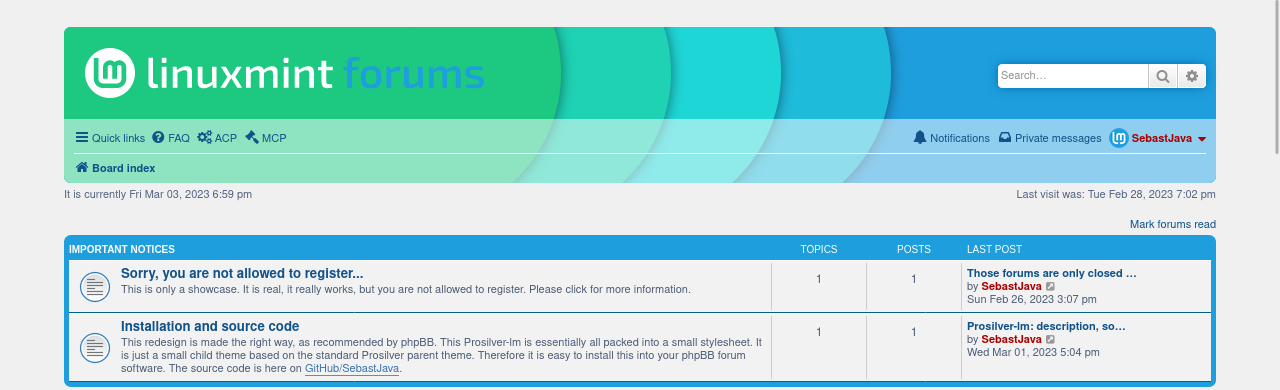 linuxmint forums
Search…
Quick links FAQ ACP MCP
Notifications Private messages SebastJava
Board index
It is currently Fri Mar 03, 2023 6:59 pm
Last visit was: Tue Feb 28, 2023 7:02 pm
Mark forums read
IMPORTANT NOTICES TOPICS POSTS LAST POST
Sorry, you are not allowed to register...
This is only a showcase. It is real, it really works, but you are not allowed to register. Please click for more information.
1
1
Those forums are only closed …
by SebastJava
Sun Feb 26, 2023 3:07 pm
Installation and source code
This redesign is made the right way, as recommended by phpBB. This Prosilver-lm is essentially all packed into a small stylesheet. It
is just a small child theme based on the standard Prosilver parent theme. Therefore it is easy to install this into your phpBB forum
software. The source code is here on GitHub/SebastJava.
1
1
Prosilver-lm: description, so…
by SebastJava
Wed Mar 01, 2023 5:04 pm